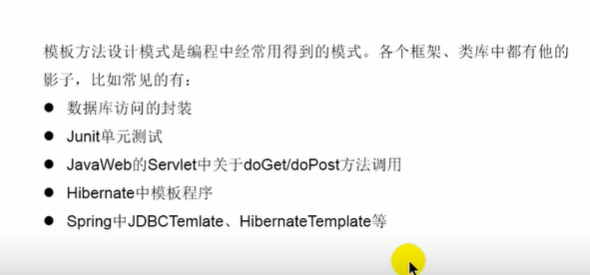 模板方法设计模式是编程中经常用得到的模式。各个框架、类库中都有他的
影子，比如常见的有：
● 数据库访问的封装
● Junit单元测试
● JavaWeb的Servlet中关于doGet/doPost方法调用
● Hibernate中模板程序
● Spring中JDBCTemlate、HibernateTemplate等